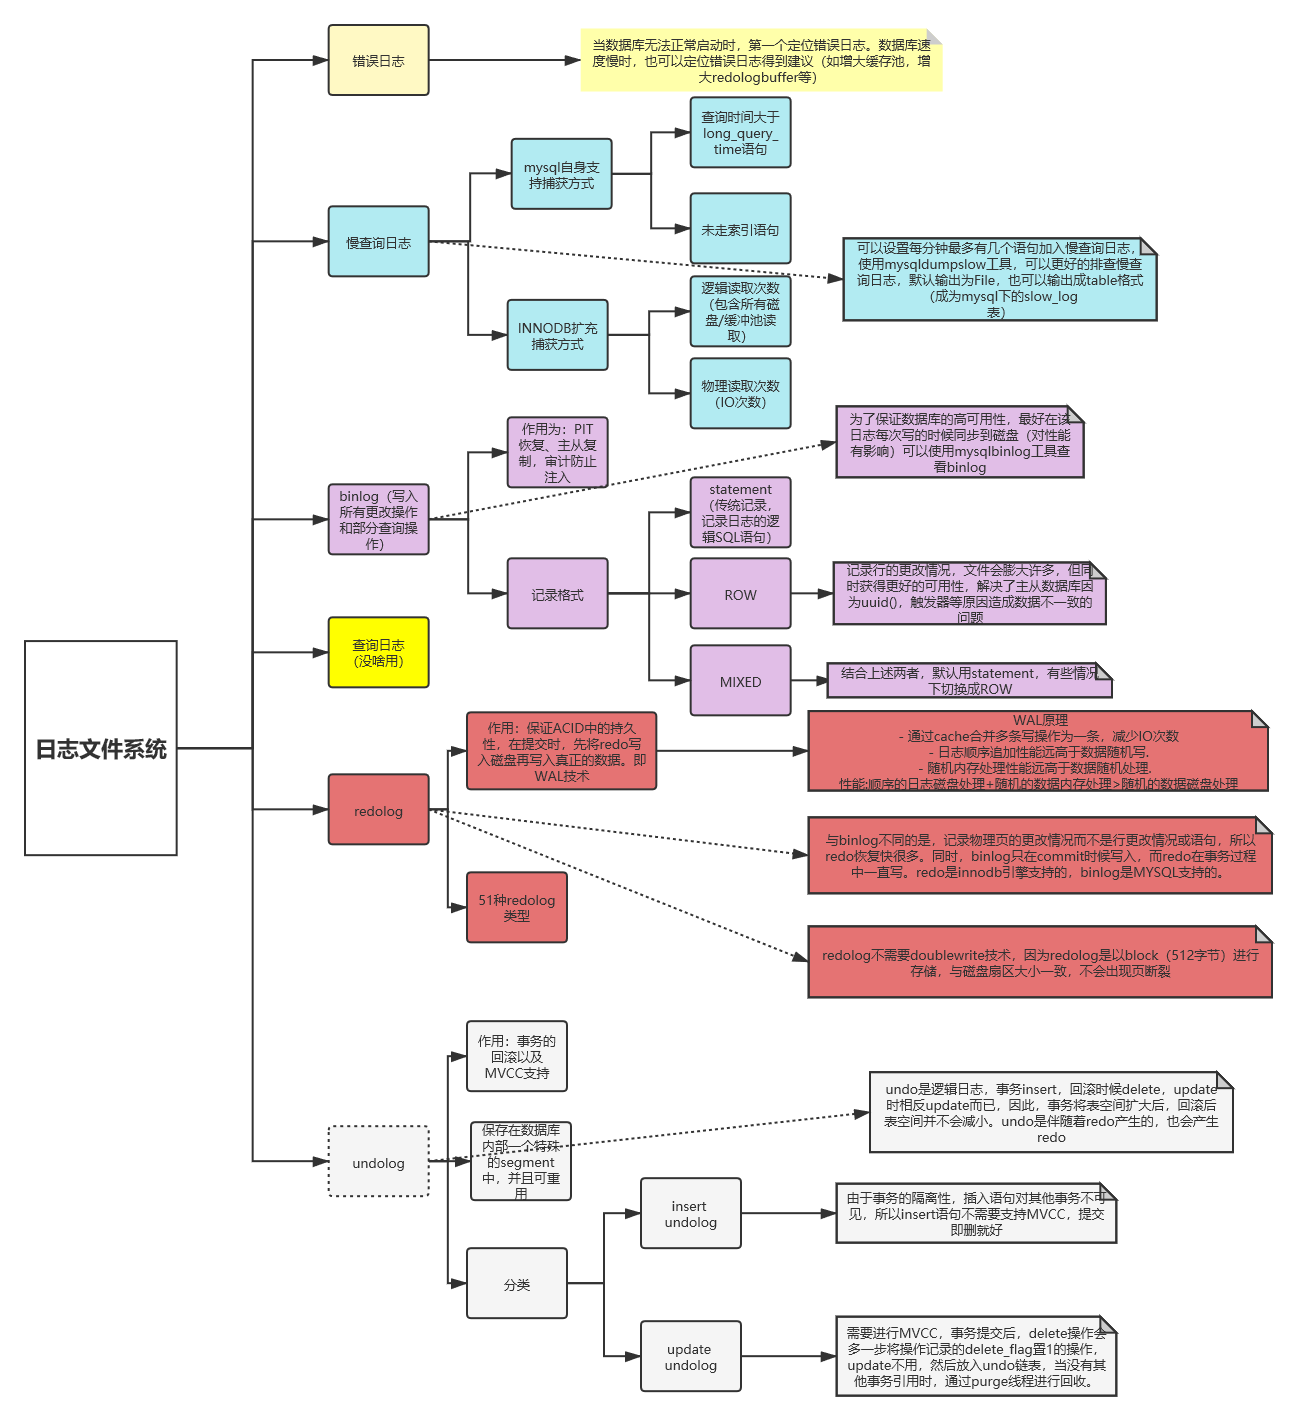 日志文件系统
错误日志
当数据库无法正常启动时，第一个定位错误日志。数据库速
度慢时，也可以定位错误日志得到建议（如增大缓存池，增
大redologbuffer等）
慢查询日志
mysql自身支
持捕获方式
查询时间大于
long_query_
time语句
未走索引语句
可以设置每分钟最多有几个语句加入慢查询日志，
使用mysqldumpslow工具，可以更好的排查慢查
询日志，默认输出为File，也可以输出成table格式
（成为mysql下的slow_log
表）
INNODB扩充
捕获方式
逻辑读取次数
（包含所有磁
盘/缓冲池读
取）
物理读取次数
（IO次数）
binlog（写入
所有更改操作
和部分查询操
作）
作用为：PIT
恢复、主从复
制，审计防止
注入
为了保证数据库的高可用性，最好在该
日志每次写的时候同步到磁盘（对性能
有影响）可以使用mysqlbinlog工具查
看binlog
记录格式
statement
（传统记录，
记录日志的逻
辑SQL语句）
ROW
记录行的更改情况，文件会膨大许多，但同
时获得更好的可用性，解决了主从数据库因
为uuid()，触发器等原因造成数据不一致的
问题
MIXED
结合上述两者，默认用statement，有些情况
下切换成ROW
查询日志
（没啥用）
redolog
作用：保证ACID中的持久
性，在提交时，先将redo写
入磁盘再写入真正的数据。即
WAL技术
WAL原理
- 通过cache合并多条写操作为一条，减少IO次数
- 日志顺序追加性能远高于数据随机写.
- 随机内存处理性能远高于数据随机处理.
性能:顺序的日志磁盘处理+随机的数据内存处理>随机的数据磁盘处理
与binlog不同的是，记录物理页的更改情况而不是行更改情况或语句，所以
redo恢复快很多。同时，binlog只在commit时候写入，而redo在事务过程
中一直写。redo是innodb引擎支持的，binlog是MYSQL支持的。
51种redolog
类型
redolog不需要doublewrite技术，因为redolog是以block（512字节）进行
存储，与磁盘扇区大小一致，不会出现页断裂
undolog
作用：事务的
回滚以及
MVCC支持
undo是逻辑日志，事务insert，回滚时候delete，update
时相反update而已，因此，事务将表空间扩大后，回滚后
表空间并不会减小。undo是伴随着redo产生的，也会产生
redo
保存在数据库
内部一个特殊
的segment
中，并且可重
用
分类
insert
undolog
由于事务的隔离性，插入语句对其他事务不可
见，所以insert语句不需要支持MVCC，提交
即删就好
update
undolog
需要进行MVCC，事务提交后，delete操作会
多一步将操作记录的delete_flag置1的操作，
update不用，然后放入undo链表，当没有其
他事务引用时，通过purge线程进行回收。